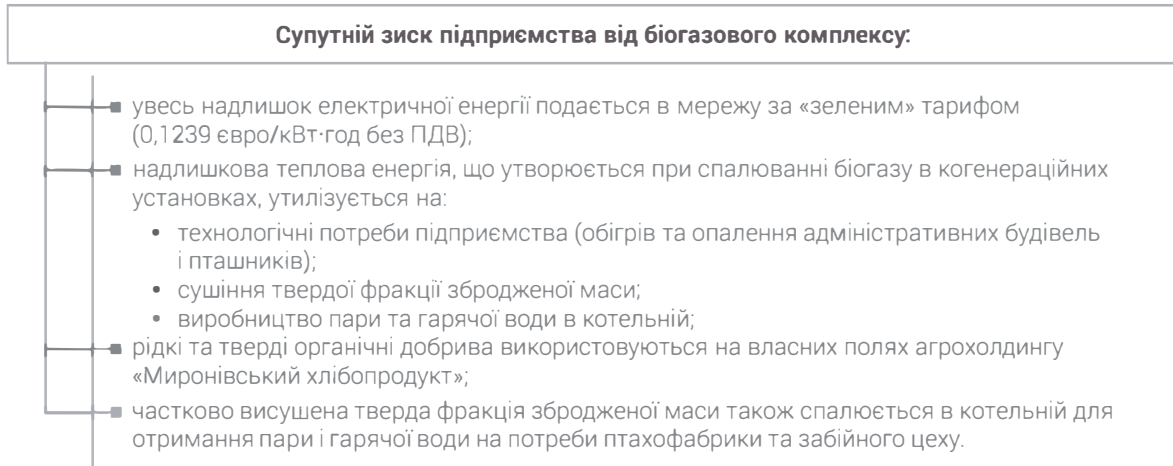 Супутній зиск підприємства від біогазового комплексу:
увесь надлишок електричної енергії подається в мережу за «зеленим» тарифом
(0,1239 євро/кВт·год без ПДВ);
надлишкова теплова енергія, що утворюється при спалюванні біогазу в когенераційних
установках, утилізується на:
• технологічні потреби підприємства (обігрів та опалення адміністративних будівель
і пташників);
• сушіння твердої фракції збродженої маси;
• виробництво пари та гарячої води в котельній;
рідкі та тверді органічні добрива використовуються на власних полях агрохолдингу
«Миронівський хлібопродукт»;
частково висушена тверда фракція збродженої маси також спалюється в котельній для
отримання пари і гарячої води на потреби птахофабрики та забійного цеху.